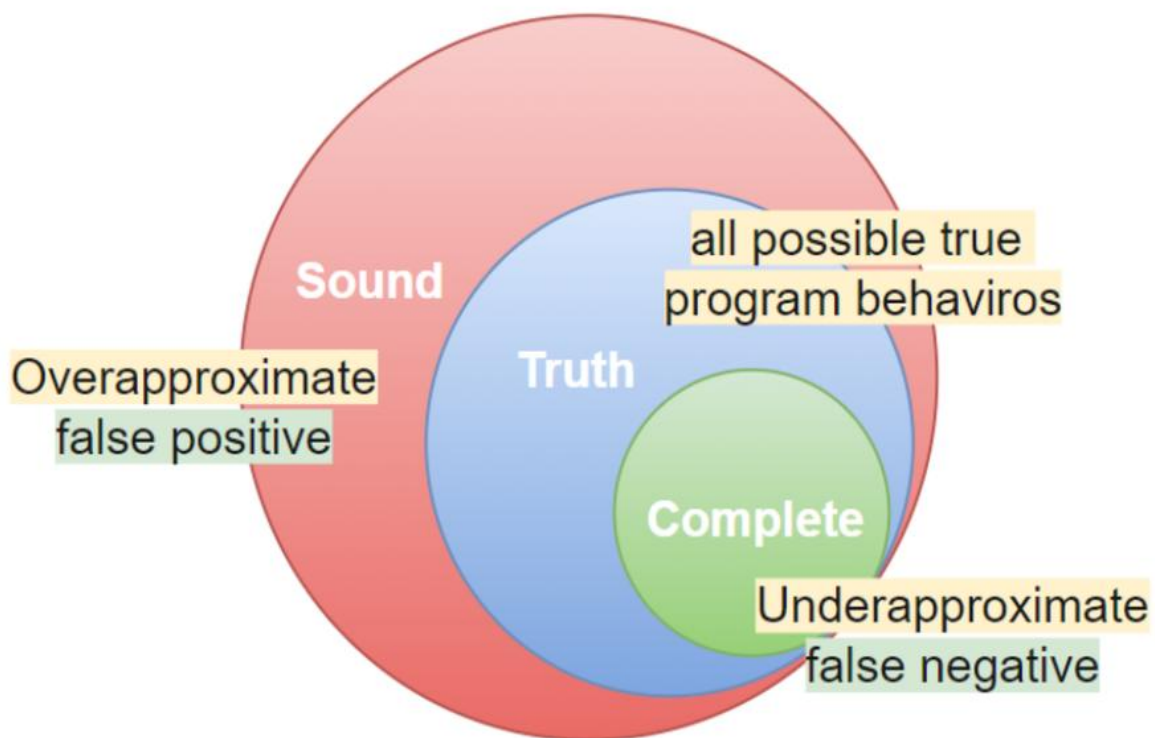 all possible true
program behaviros
Sound
Truth
Overapproximate
false positive
Complete
Underapproximate
false negative